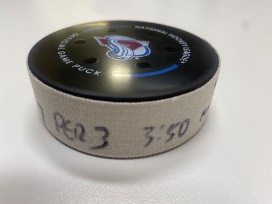 OFFICIAL GAME PUCK
NATIONAL HOCKEY LEAGUE
PER 3 3:50